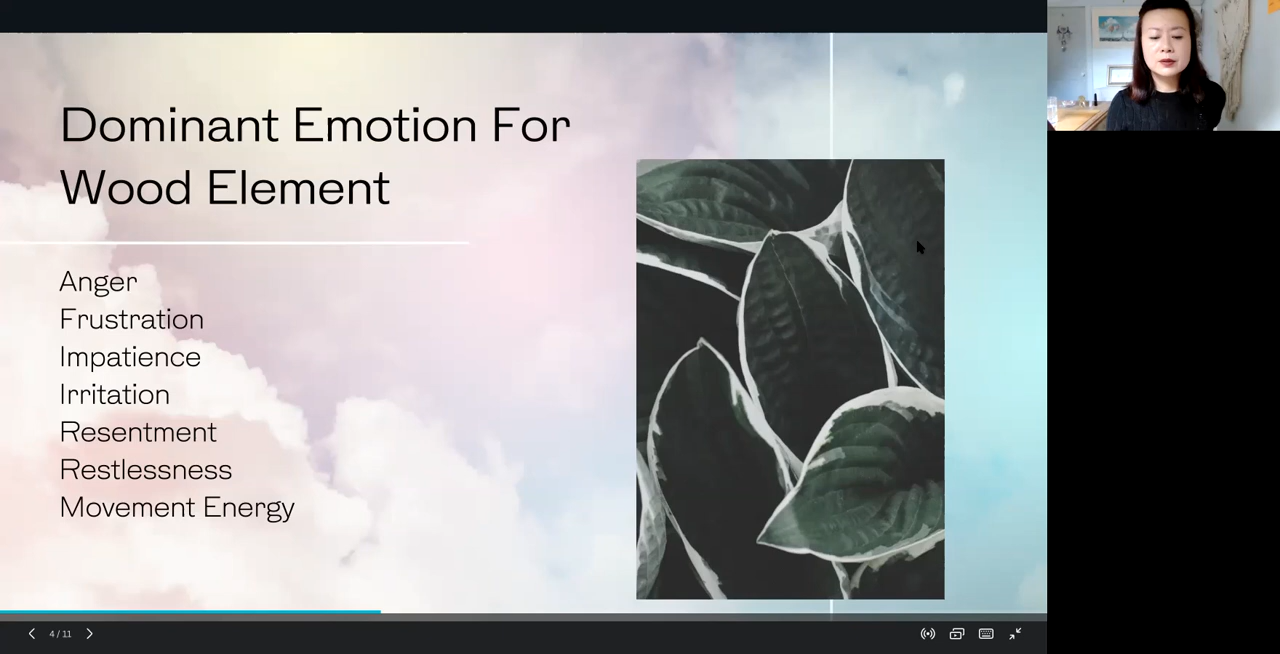 Dominant Emotion For
Wood Element
Anger
Frustration
Impatience
Irritation
Resentment
Restlessness
Movement Energy
4 / 11